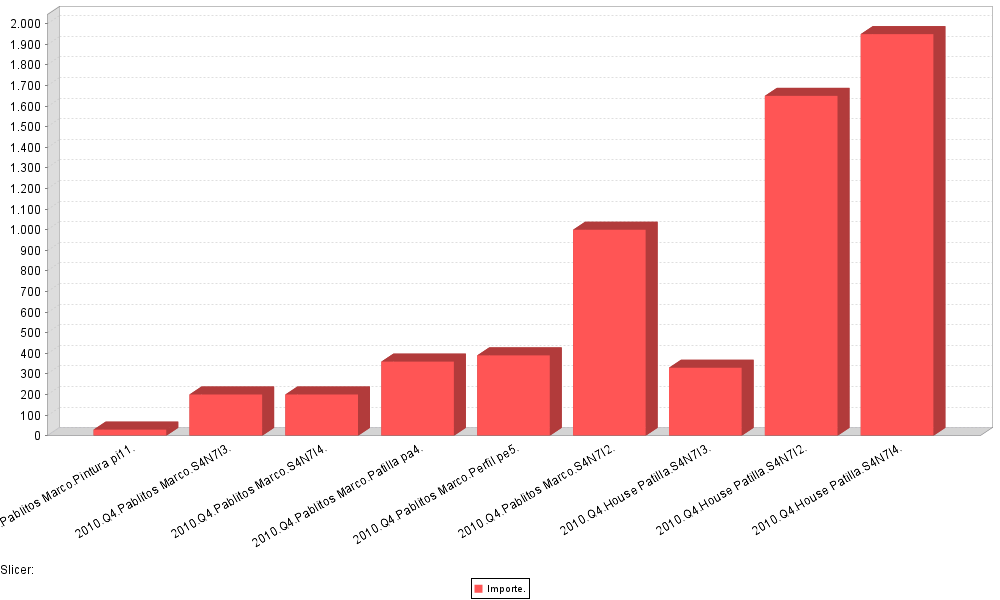 2.000
1.900
1.800
1.700
1.600
1.500
1.400
1.300
1.200
1.100
1.000
900
800
700
600
500
400
300
200
100
0
Pablitos Marco.Pintura pi11.
2010.Q4.Pablitos Marco.S4N7I3.
2010.Q4.Pablitos Marco.S4N7I4.
2010.Q4.Pablitos Marco.Patilla pa4.
2010.Q4.Pablitos Marco.Perfil pe5.
2010.Q4.Pablitos Marco.S4N7I2.
2010.Q4.House Patilla.S4N7I3.
2010.Q4.House Patilla.S4N7I2.
2010.Q4.House Patilla.S4N7I4.
Slicer:
Importe.